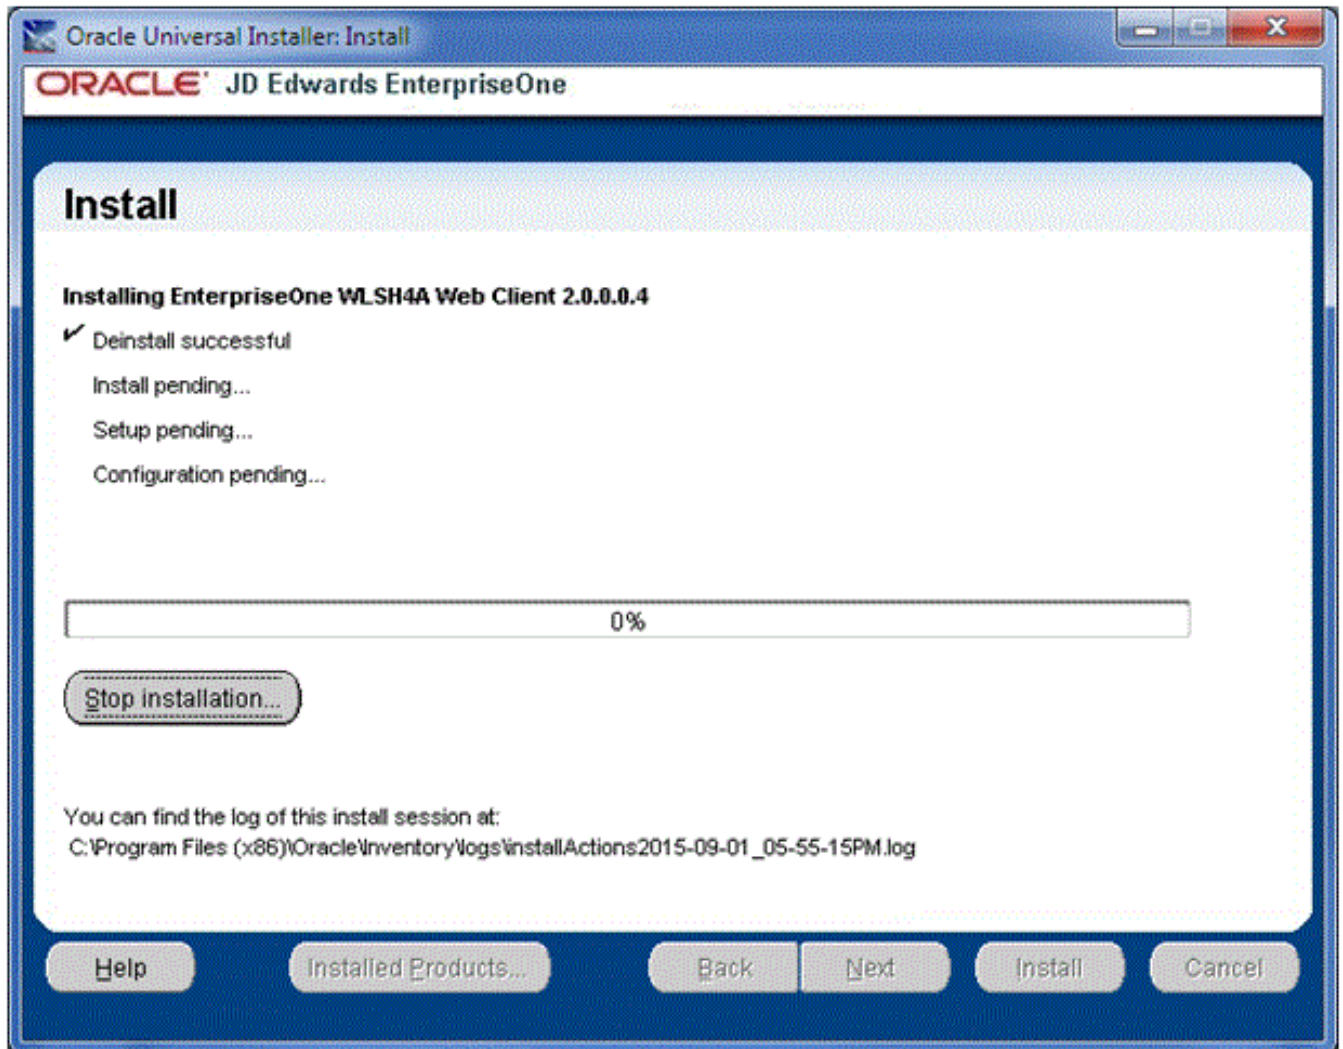 Oracle Universal Installer: Install
ORACLE JD Edwards EnterpriseOne
Install
Installing EnterpriseOne WLSH4A Web Client 2.0.0.0.4
Deinstall successful
Install pending...
Setup pending...
Configuration pending...
0%
Stop installation...
You can find the log of this install session at:
C:\Program Files (x86)\Oracle\Inventory\logs\installActions2015-09-01_05-55-15PM.log
Help Installed Products... Back Next Install Cancel